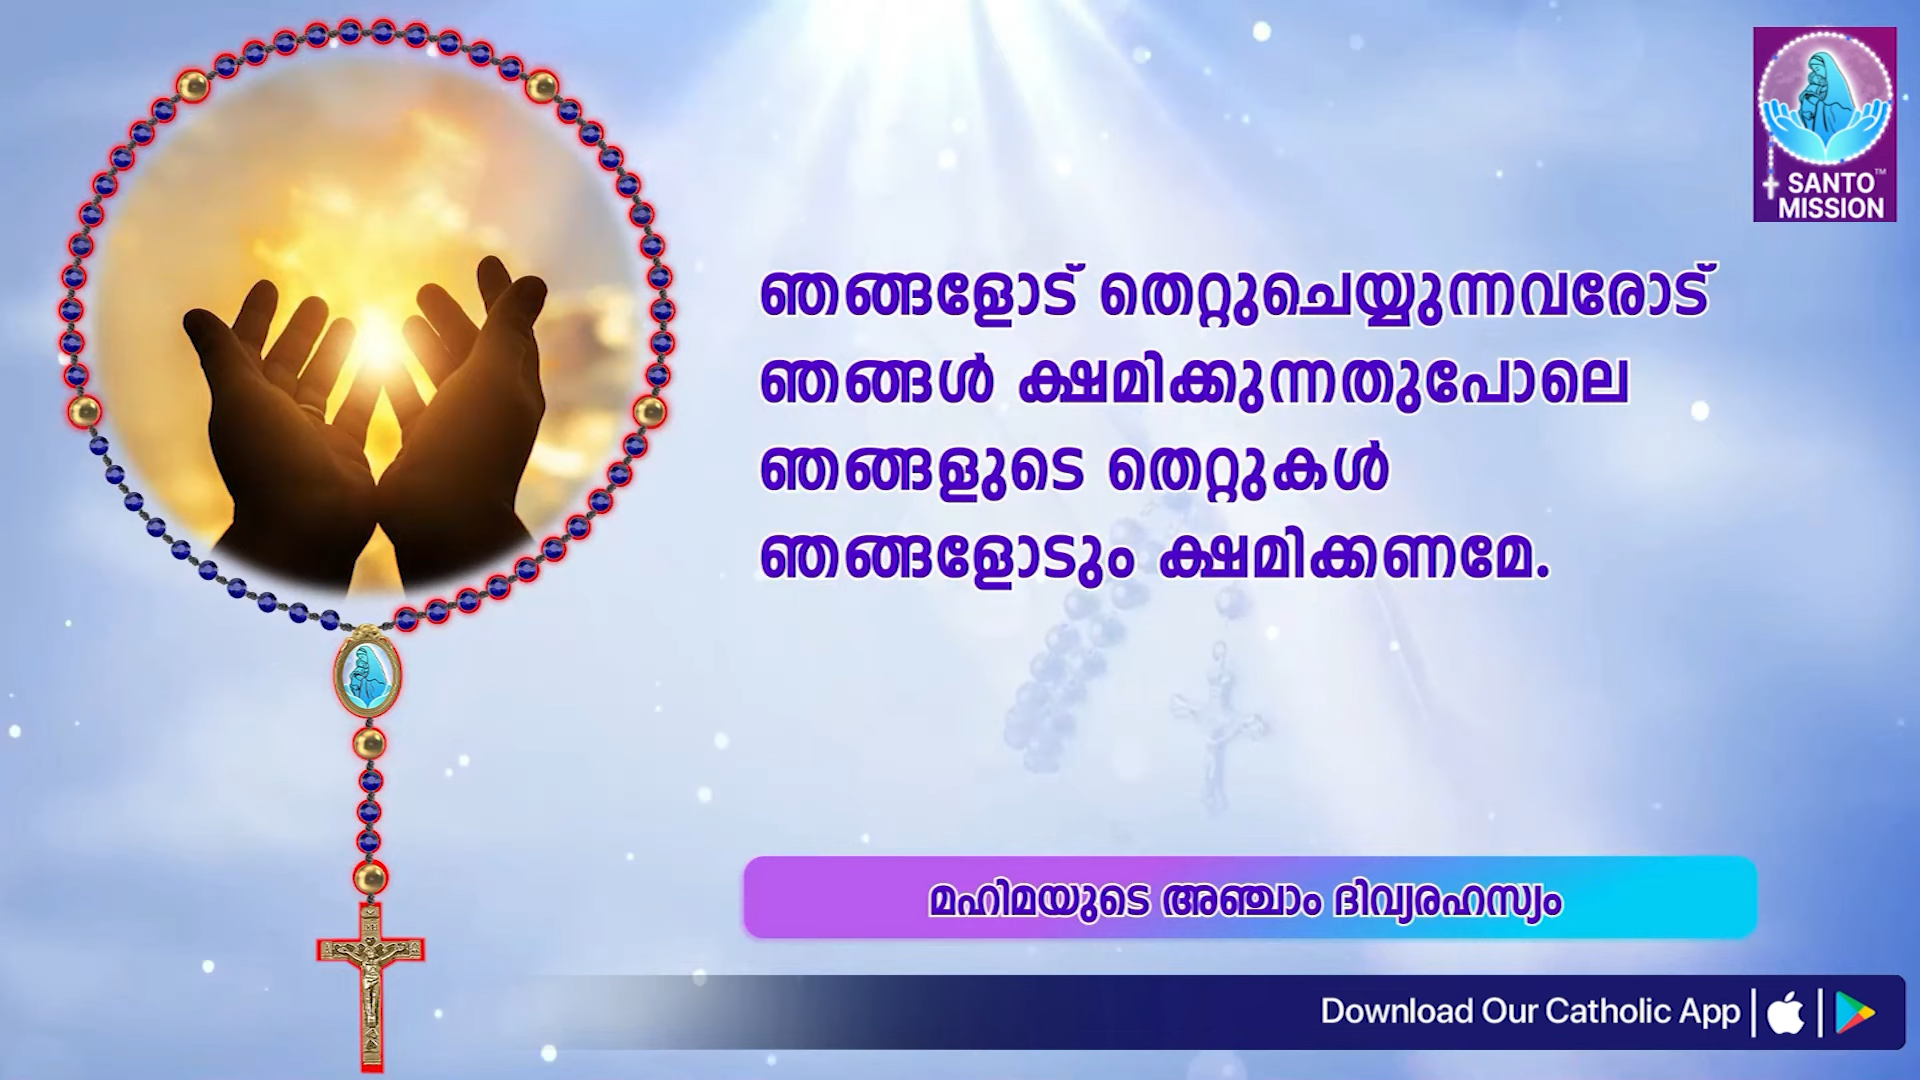 SANTO™
MISSION
ഞങ്ങളോട് തെറ്റുചെയ്യുന്നവരോട്
ഞങ്ങൾ ക്ഷമിക്കുന്നതുപോലെ
ഞങ്ങളുടെ തെറ്റുകൾ
ഞങ്ങളോടും ക്ഷമിക്കണമേ.
മഹിമയുടെ അഞ്ചാം ദിവ്യരഹസ്യം
Download Our Catholic App